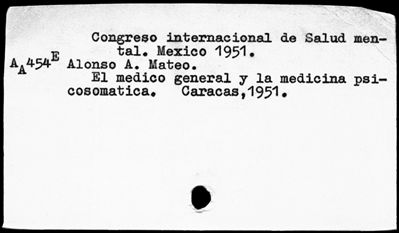 Congreso internacional de Salud men-
tal. Mexico 1951.
AA454E Alonso A. Mateo.
El medico general y la medicina psi-
cosomatica. Caracas,1951.